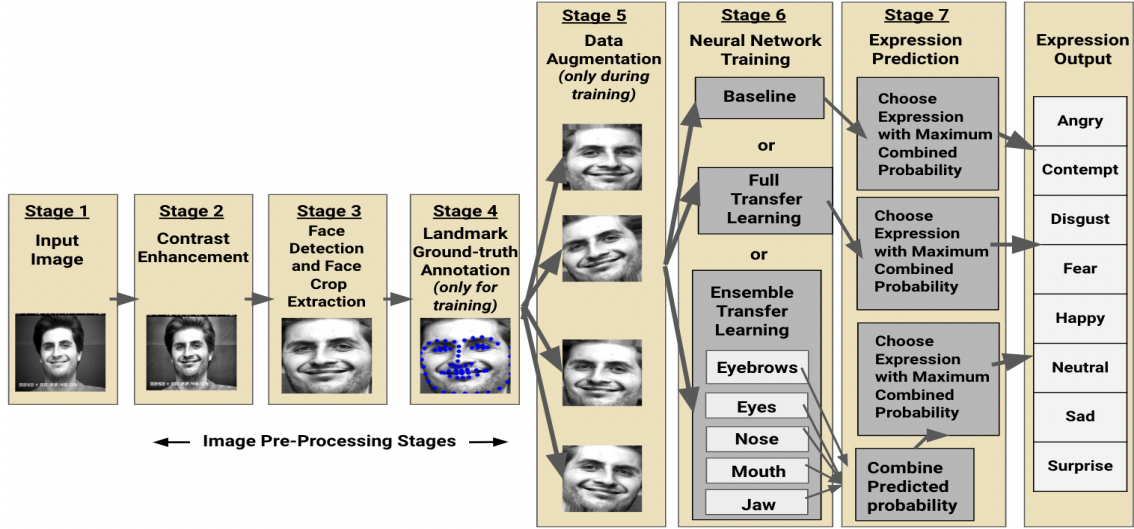 Stage 1
Input
Image
Stage 2
Contrast
Enhancement
Stage 3
Face
Detection
and Face
Crop
Extraction
Stage 4
Landmark
Ground-truth
Annotation
(only for
training)
Image Pre-Processing Stages
Stage 5
Data
Augmentation
(only during
training)
Stage 6
Neural Network
Training
Baseline
or
Full
Transfer
Learning
or
Ensemble
Transfer
Learning
Eyebrows
Eyes
Nose
Mouth
Jaw
Stage 7
Expression
Prediction
Choose
Expression
with Maximum
Combined
Probability
Choose
Expression
with Maximum
Combined
Probability
Choose
Expression
with Maximum
Combined
Probability
Combine
Predicted
probability
Expression
Output
Angry
Contempt
Disgust
Fear
Happy
Neutral
Sad
Surprise